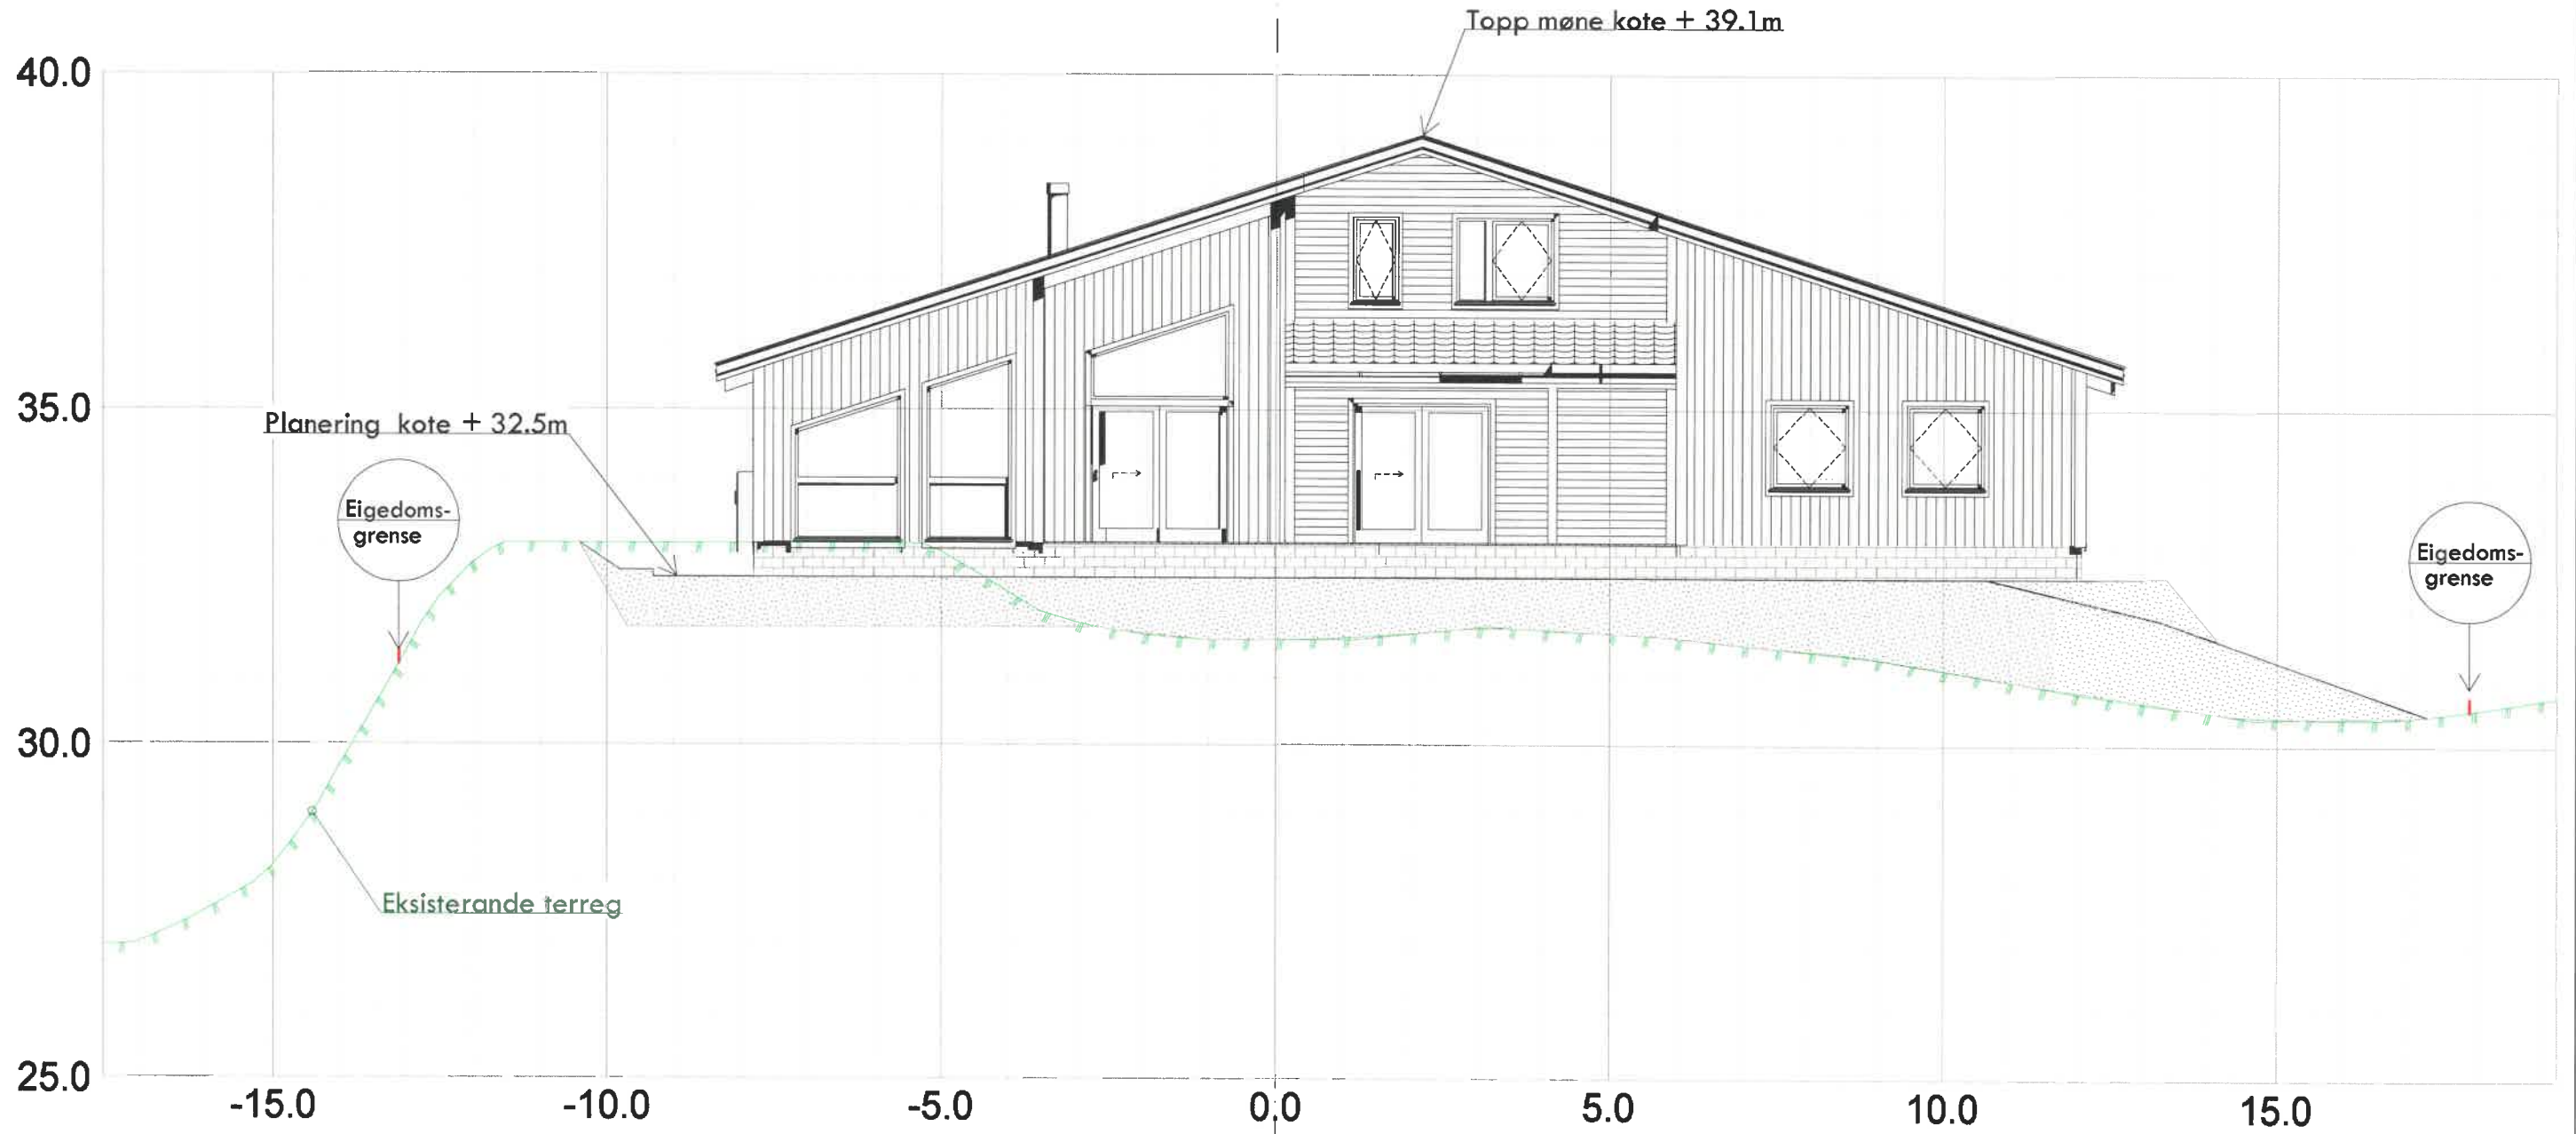 Topp møne kote + 39.1m
40.0
35.0
Planering kote + 32.5m
Eigedoms-
grense
Eigedoms-
grense
30.0
Eksisterande terreg
25.0
-15.0
-10.0
-5.0
0.0
5.0
10.0
15.0